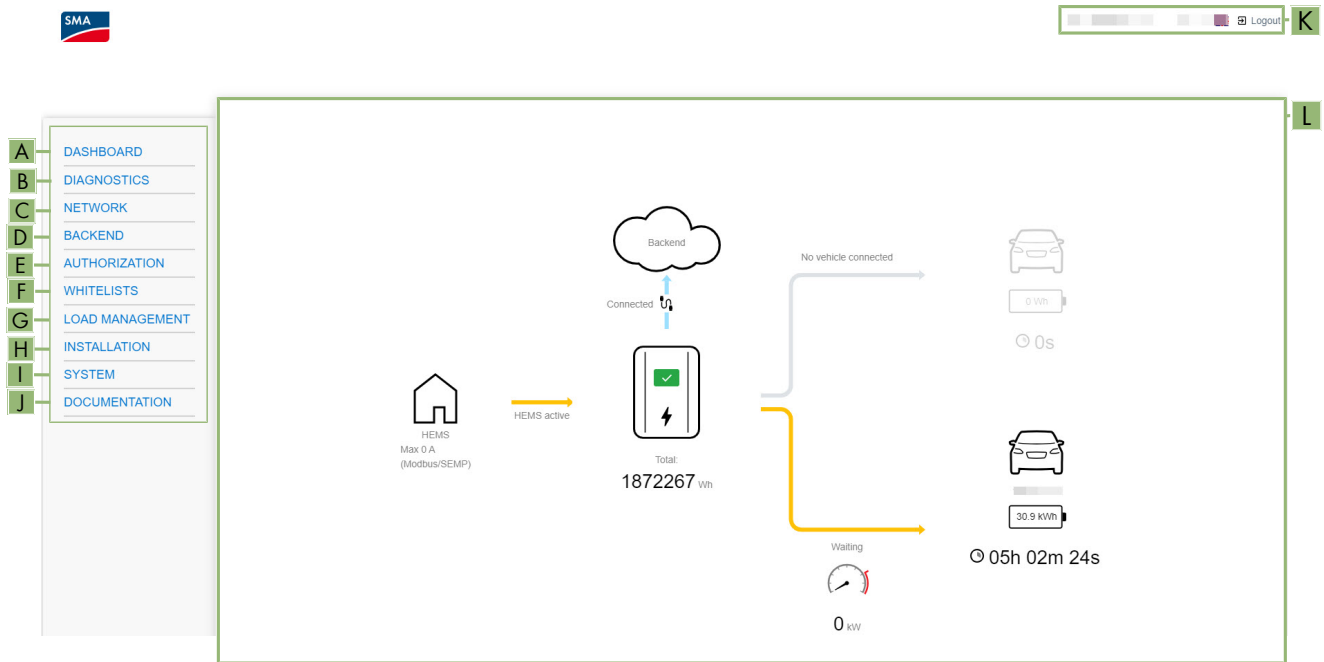 SMA
Logout
K
L
A
DASHBOARD
B
DIAGNOSTICS
C
NETWORK
D
BACKEND
E
AUTHORIZATION
F
WHITELISTS
G
LOAD MANAGEMENT
H
INSTALLATION
I
SYSTEM
J
DOCUMENTATION
Backend
Connected
HEMS active
HEMS
Max 0 A
(Modbus/SEMP)
Total:
1872267 Wh
No vehicle connected
0 Wh
0s
30.9 kWh
05h 02m 24s
Waiting
0 kW